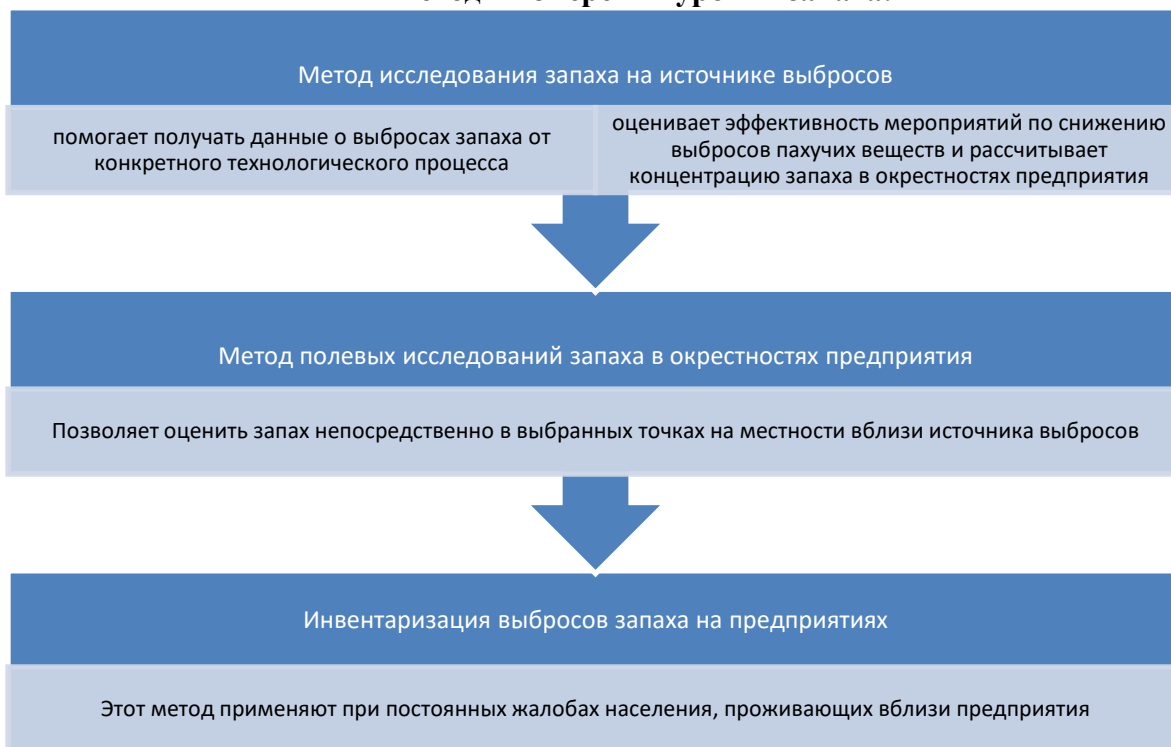 Метод исследования запаха на источнике выбросов
помогает получать данные о выбросах запаха от
конкретного технологического процесса
оценивает эффективность мероприятий по снижению
выбросов пахучих веществ и рассчитывает
концентрацию запаха в окрестностях предприятия
Метод полевых исследований запаха в окрестностях предприятия
Позволяет оценить запах непосредственно в выбранных точках на местности вблизи источника выбросов
Инвентаризация выбросов запаха на предприятиях
Этот метод применяют при постоянных жалобах населения, проживающих вблизи предприятия